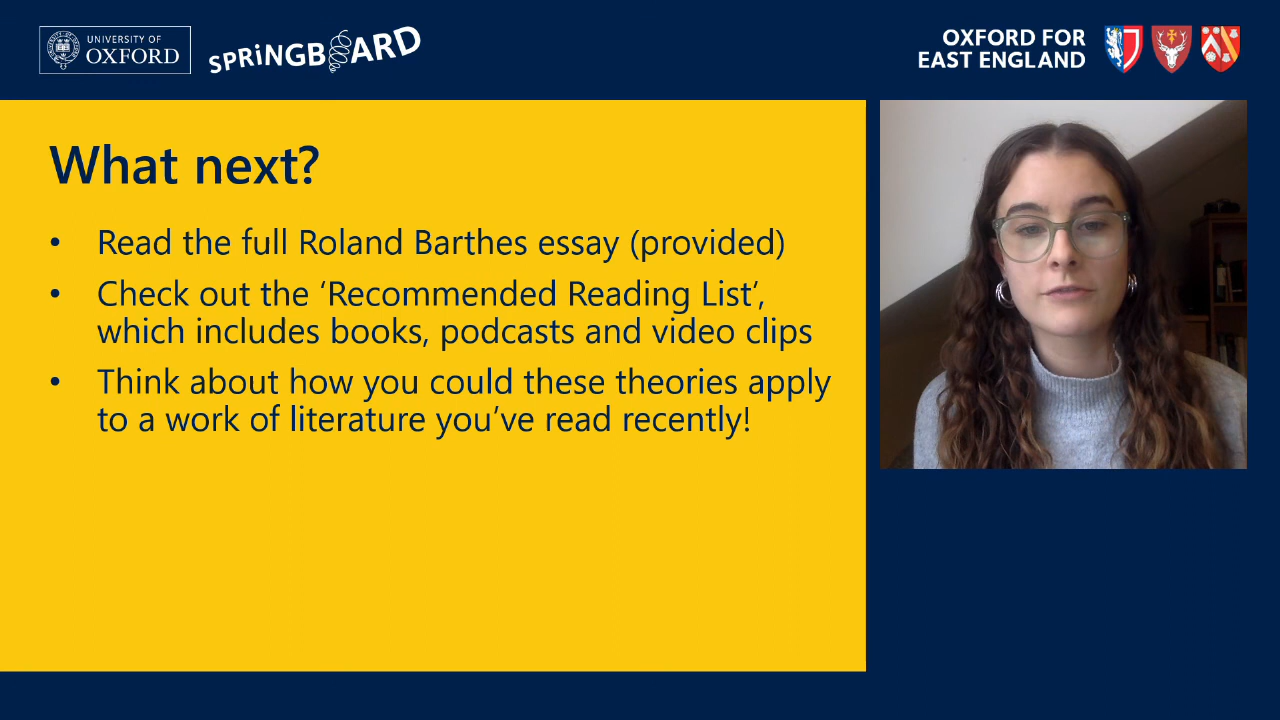 UNIVERSITY OF
OXFORD
SPRiNGBOARD
OXFORD FOR
EAST ENGLAND
What next?
• Read the full Roland Barthes essay (provided)
• Check out the ‘Recommended Reading List’,
which includes books, podcasts and video clips
• Think about how you could these theories apply
to a work of literature you’ve read recently!